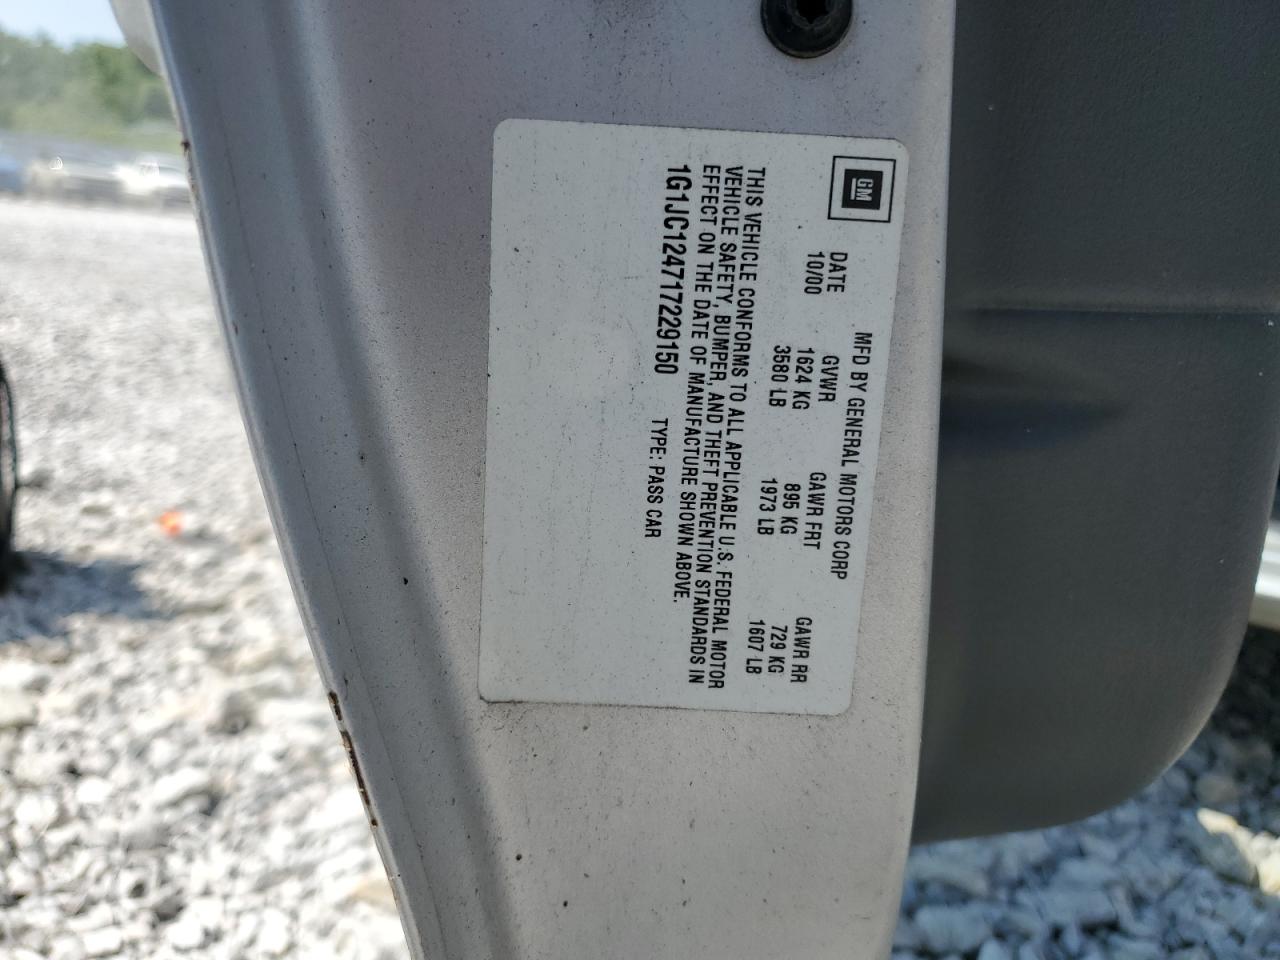 GM
MFD BY GENERAL MOTORS CORP
DATE GVWR GAWR FRT GAWR RR
10/00 1624 KG 895 KG 729 KG
3580 LB 1973 LB 1607 LB
THIS VEHICLE CONFORMS TO ALL APPLICABLE U.S. FEDERAL MOTOR
VEHICLE SAFETY, BUMPER, AND THEFT PREVENTION STANDARDS IN
EFFECT ON THE DATE OF MANUFACTURE SHOWN ABOVE.
1G1JC124717229150 TYPE: PASS CAR